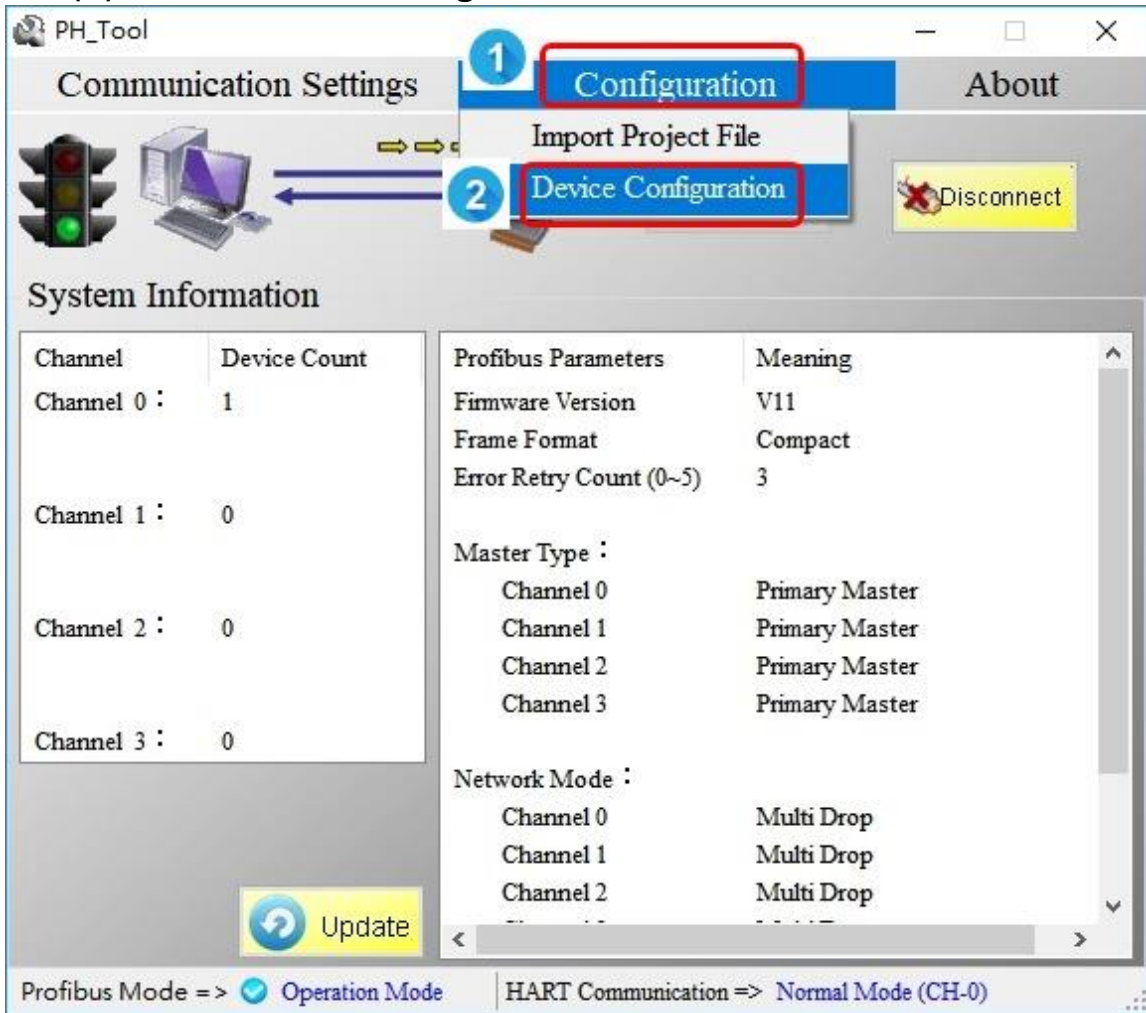 PH_Tool
1
Communication Settings Configuration About
Import Project File
2 Device Configuration
Disconnect
System Information
Channel Device Count
Channel 0： 1
Channel 1： 0
Channel 2： 0
Channel 3： 0
Update
Profibus Parameters Meaning
Firmware Version V11
Frame Format Compact
Error Retry Count (0~5) 3
Master Type：
Channel 0 Primary Master
Channel 1 Primary Master
Channel 2 Primary Master
Channel 3 Primary Master
Network Mode：
Channel 0 Multi Drop
Channel 1 Multi Drop
Channel 2 Multi Drop
Profibus Mode => Operation Mode HART Communication => Normal Mode (CH-0)